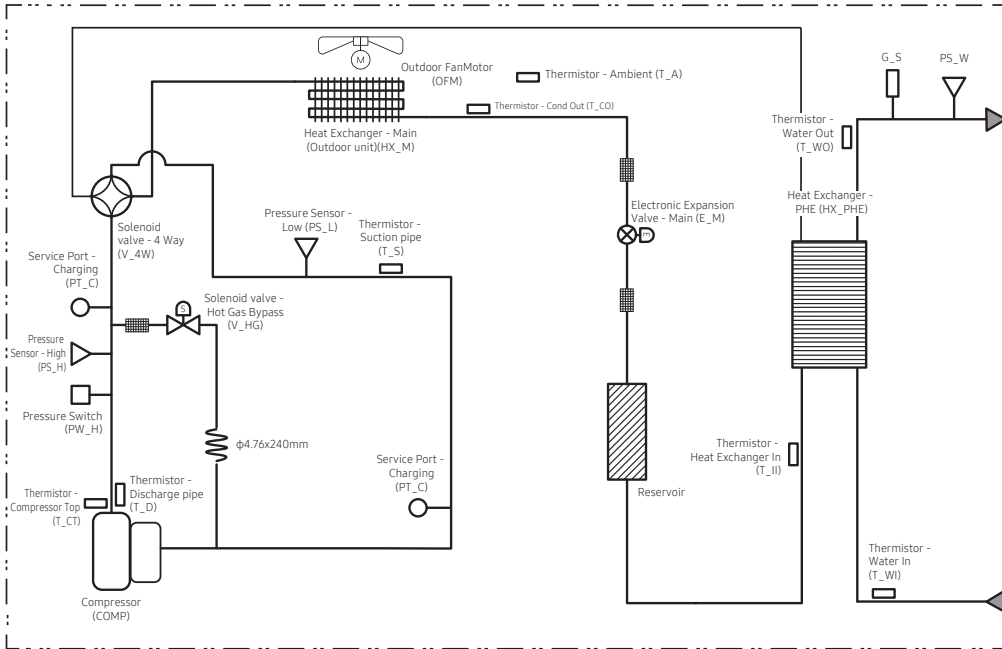 G_S
PS_W
M
Outdoor FanMotor
(OFM)
Thermistor - Ambient (T_A)
Thermistor - Cond Out (T_CO)
Heat Exchanger - Main
(Outdoor unit)(HX_M)
Thermistor -
Water Out
(T_WO)
Heat Exchanger -
PHE (HX_PHE)
Solenoid
valve - 4 Way
(V_4W)
Pressure Sensor -
Low (PS_L)
Thermistor -
Suction pipe
(T_S)
Electronic Expansion
Valve - Main (E_M)
E
Service Port -
Charging
(PT_C)
S
Solenoid valve -
Hot Gas Bypass
(V_HG)
Pressure
Sensor - High
(PS_H)
Pressure Switch
(PW_H)
ф4.76x240mm
Service Port -
Charging
(PT_C)
Thermistor -
Heat Exchanger In
(T_II)
Reservoir
Thermistor -
Compressor Top
(T_CT)
Thermistor -
Discharge pipe
(T_D)
Thermistor -
Water In
(T_WI)
Compressor
(COMP)